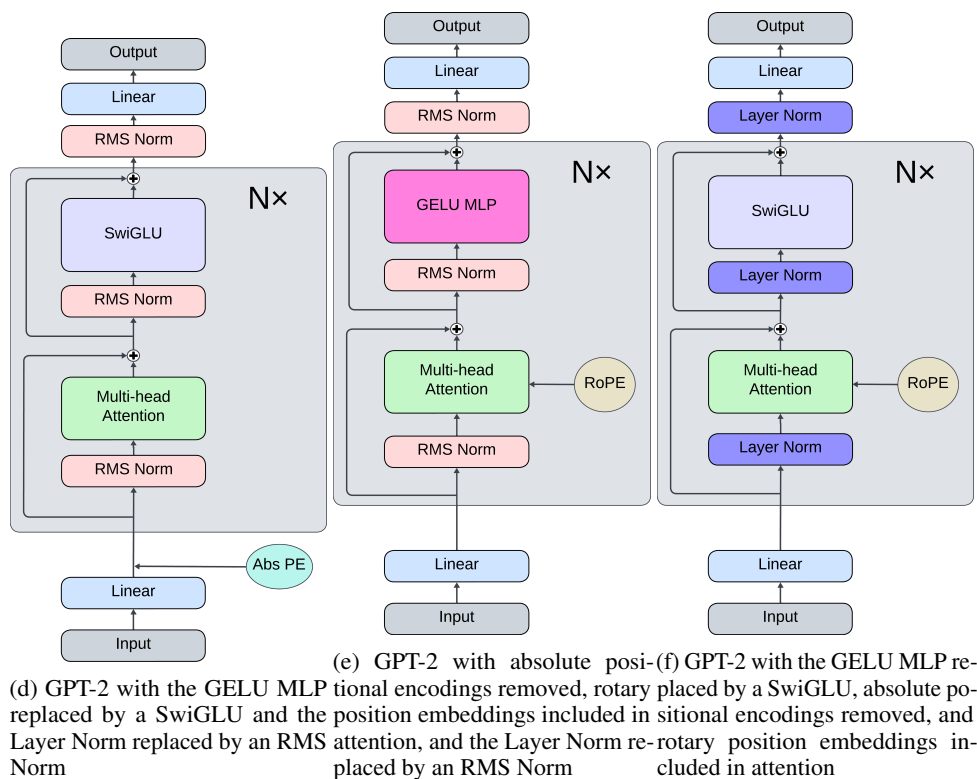 Output
Linear
RMS Norm
N×
SwiGLU
RMS Norm
Multi-head
Attention
RMS Norm
Abs PE
Linear
Input
(d) GPT-2 with the GELU MLP
replaced by a SwiGLU and the
Layer Norm replaced by an RMS
Norm
Output
Linear
RMS Norm
N×
GELU MLP
RMS Norm
Multi-head
Attention
RoPE
RMS Norm
Linear
Input
(e) GPT-2 with absolute posi-
tional encodings removed, rotary
position embeddings included in
attention, and the Layer Norm re-
placed by an RMS Norm
Output
Linear
Layer Norm
N×
SwiGLU
Layer Norm
Multi-head
Attention
RoPE
Layer Norm
Linear
Input
(f) GPT-2 with the GELU MLP re-
placed by a SwiGLU, absolute po-
sitional encodings removed, and
rotary position embeddings in-
cluded in attention